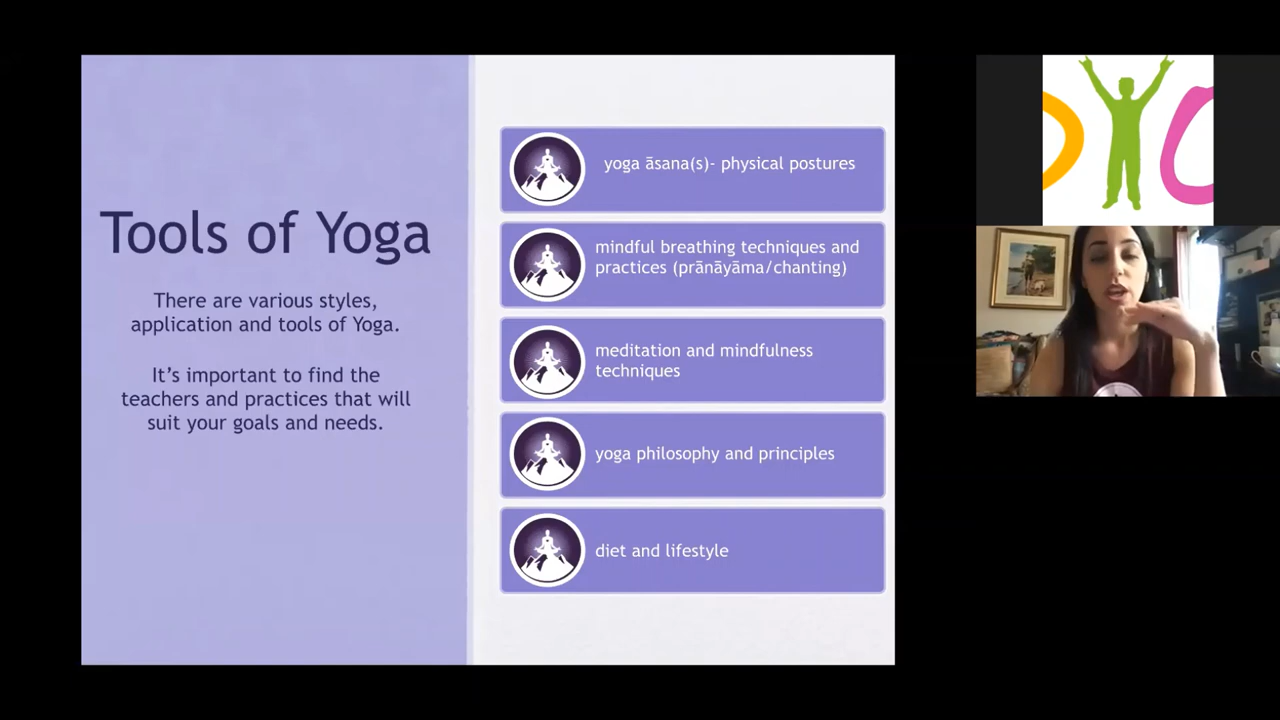 Tools of Yoga
There are various styles,
application and tools of Yoga.
It's important to find the
teachers and practices that will
suit your goals and needs.
yoga āsana(s)- physical postures
mindful breathing techniques and
practices (prānāyāma/chanting)
meditation and mindfulness
techniques
yoga philosophy and principles
diet and lifestyle